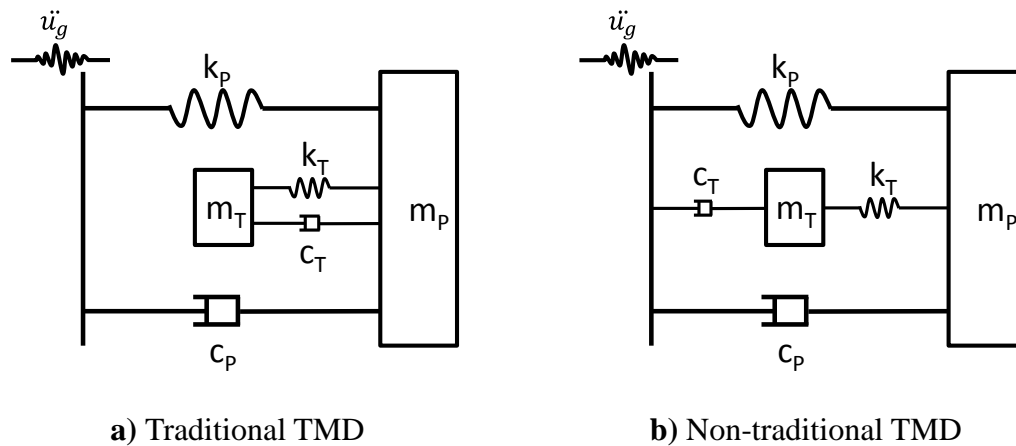 ü_g ü_g
k_P k_P
k_T c_T k_T
m_T m_P m_T m_P
c_T
c_P c_P
a) Traditional TMD b) Non-traditional TMD